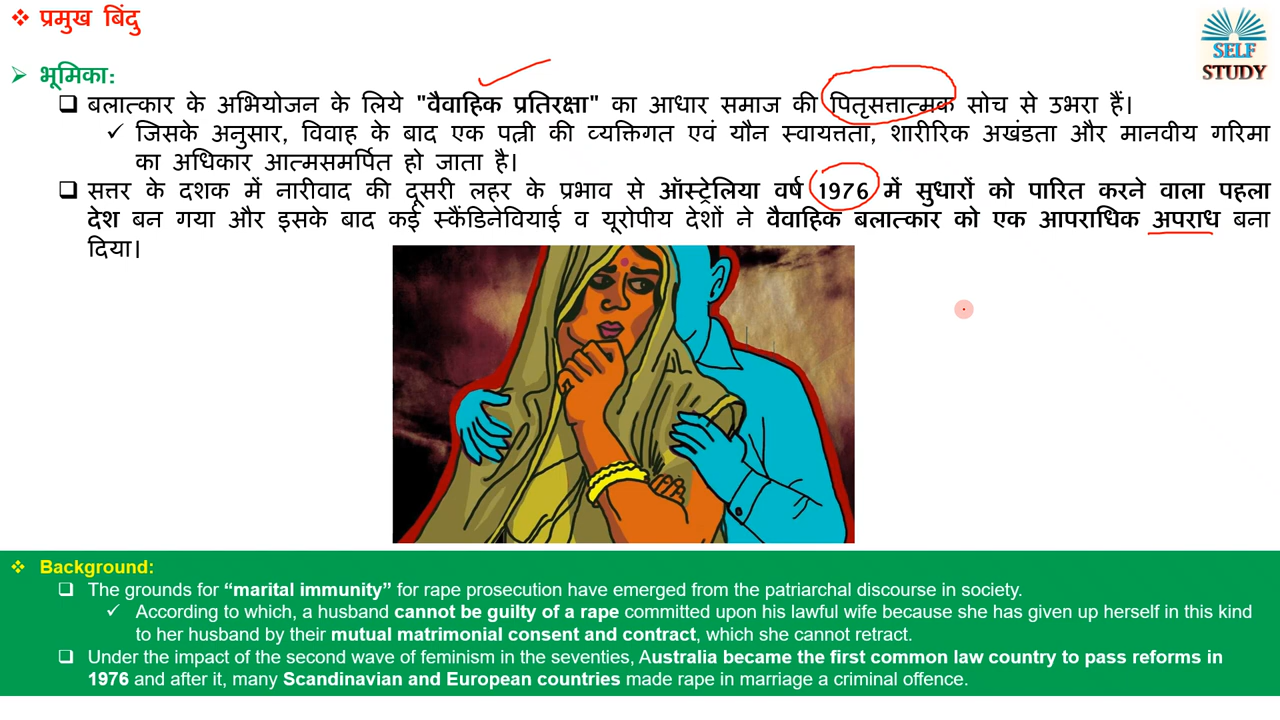 ❖ प्रमुख बिंदु
SELF
STUDY
➢ भूमिका:
❑ बलात्कार के अभियोजन के लिये "वैवाहिक प्रतिरक्षा" का आधार समाज की पितृसत्तात्मक सोच से उभरा हैं।
✓ जिसके अनुसार, विवाह के बाद एक पत्नी की व्यक्तिगत एवं यौन स्वायत्तता, शारीरिक अखंडता और मानवीय गरिमा
का अधिकार आत्मसमर्पित हो जाता है।
❑ सत्तर के दशक में नारीवाद की दूसरी लहर के प्रभाव से ऑस्ट्रेलिया वर्ष 1976 में सुधारों को पारित करने वाला पहला
देश बन गया और इसके बाद कई स्कैंडिनेवियाई व यूरोपीय देशों ने वैवाहिक बलात्कार को एक आपराधिक अपराध बना
दिया।
❖ Background:
❑ The grounds for “marital immunity” for rape prosecution have emerged from the patriarchal discourse in society.
✓ According to which, a husband cannot be guilty of a rape committed upon his lawful wife because she has given up herself in this kind
to her husband by their mutual matrimonial consent and contract, which she cannot retract.
❑ Under the impact of the second wave of feminism in the seventies, Australia became the first common law country to pass reforms in
1976 and after it, many Scandinavian and European countries made rape in marriage a criminal offence.